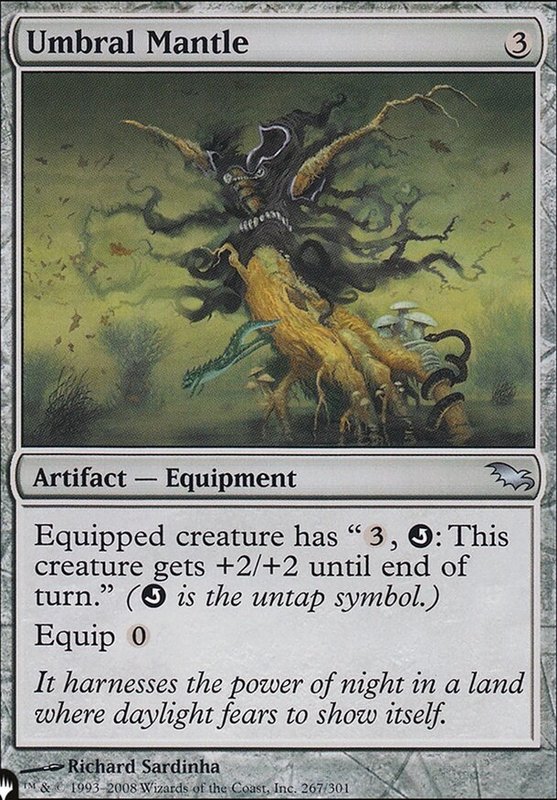 Umbral Mantle 3
Artifact — Equipment
Equipped creature has “3, : This
creature gets +2/+2 until end of
turn.” ( is the untap symbol.)
Equip 0
It harnesses the power of night in a land
where daylight fears to show itself.
Richard Sardinha
™ & © 1993–2008 Wizards of the Coast, Inc. 267/301